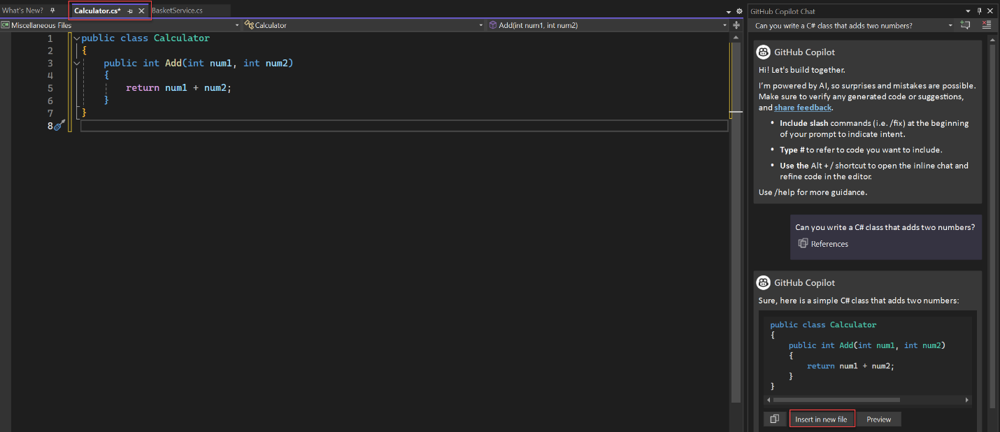 What's New?
Calculator.cs*
BasketService.cs
Miscellaneous Files
Calculator
Add(int num1, int num2)
1 public class Calculator
2 {
3 public int Add(int num1, int num2)
4 {
5 return num1 + num2;
6 }
7 }
8
GitHub Copilot Chat
Can you write a C# class that adds two numbers?
GitHub Copilot
Hi! Let's build together.
I'm powered by AI, so surprises and mistakes are possible.
Make sure to verify any generated code or suggestions,
and share feedback.
• Include slash commands (i.e. /fix) at the beginning
of your prompt to indicate intent.
• Type # to refer to code you want to include.
• Use the Alt + / shortcut to open the inline chat and
refine code in the editor.
Use /help for more guidance.
Can you write a C# class that adds two numbers?
References
GitHub Copilot
Sure, here is a simple C# class that adds two numbers:
public class Calculator
{
public int Add(int num1, int num2)
{
return num1 + num2;
}
}
Insert in new file
Preview